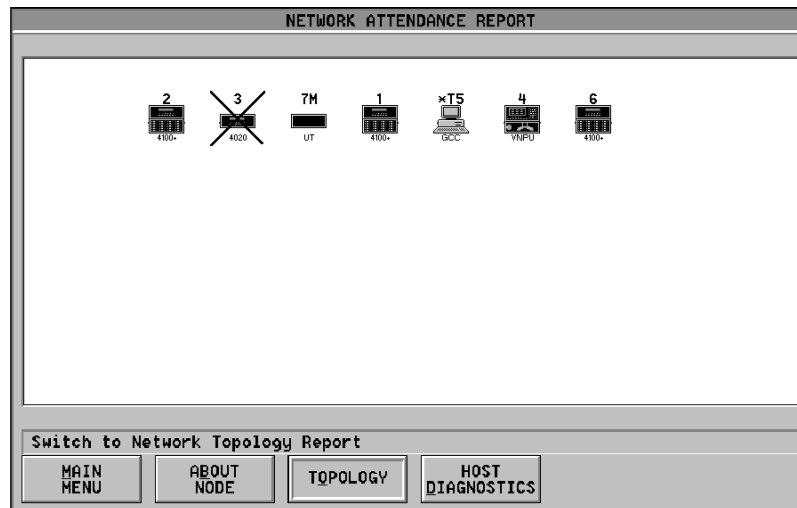 NETWORK ATTENDANCE REPORT
2 3 7M 1 ×T5 4 6
4100+ 4020 UT 4100+ GCC VNPU 4100+
Switch to Network Topology Report
MAIN MENU
ABOUT NODE
TOPOLOGY
HOST DIAGNOSTICS